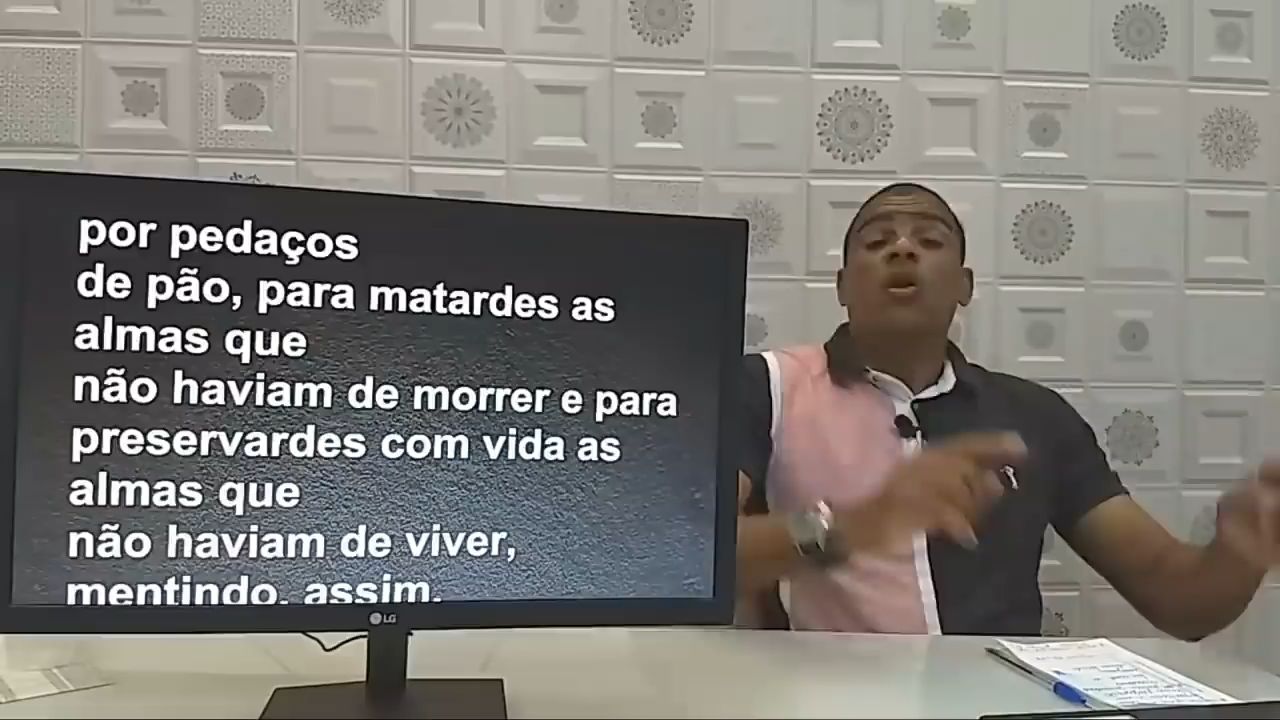 por pedaços
de pão, para matardes as
almas que
não haviam de morrer e para
preservardes com vida as
almas que
não haviam de viver,
mentindo, assim,
LG